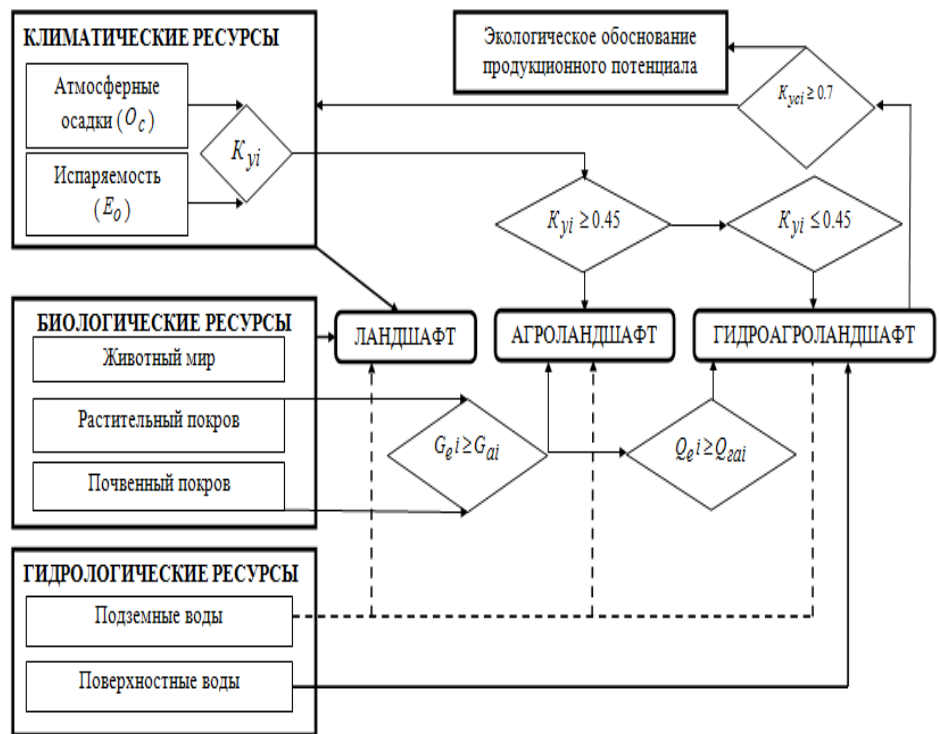 КЛИМАТИЧЕСКИЕ РЕСУРСЫ
Атмосферные
осадки (O_c)
Испаряемость
(E_o)
K_yi
Экологическое обоснование
продукционного потенциала
K_yci ≥ 0.7
K_yi ≥ 0.45
K_yi ≤ 0.45
БИОЛОГИЧЕСКИЕ РЕСУРСЫ
Животный мир
Растительный покров
Почвенный покров
ЛАНДШАФТ
АГРОЛАНДШАФТ
ГИДРОАГРОЛАНДШАФТ
G_e i ≥ G_ai
Q_e i ≥ Q_гai
ГИДРОЛОГИЧЕСКИЕ РЕСУРСЫ
Подземные воды
Поверхностные воды